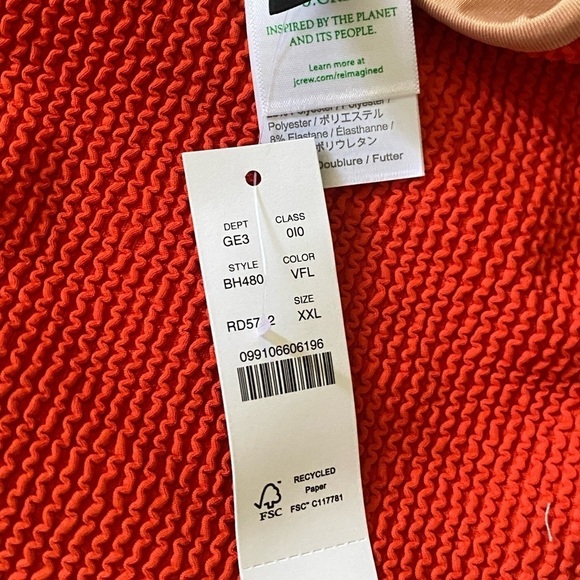 INSPIRED BY THE PLANET
AND ITS PEOPLE.
Learn more at
jcrew.com/reimagined
Polyester / Polyester /
Polyester / ポリエステル
8% Elastane / Élasthanne /
ポリウレタン
Doublure / Futter
DEPT CLASS
GE3 0I0
STYLE COLOR
BH480 VFL
SIZE
XXL
099106606196
RECYCLED
Paper
FSC FSC™ C117781